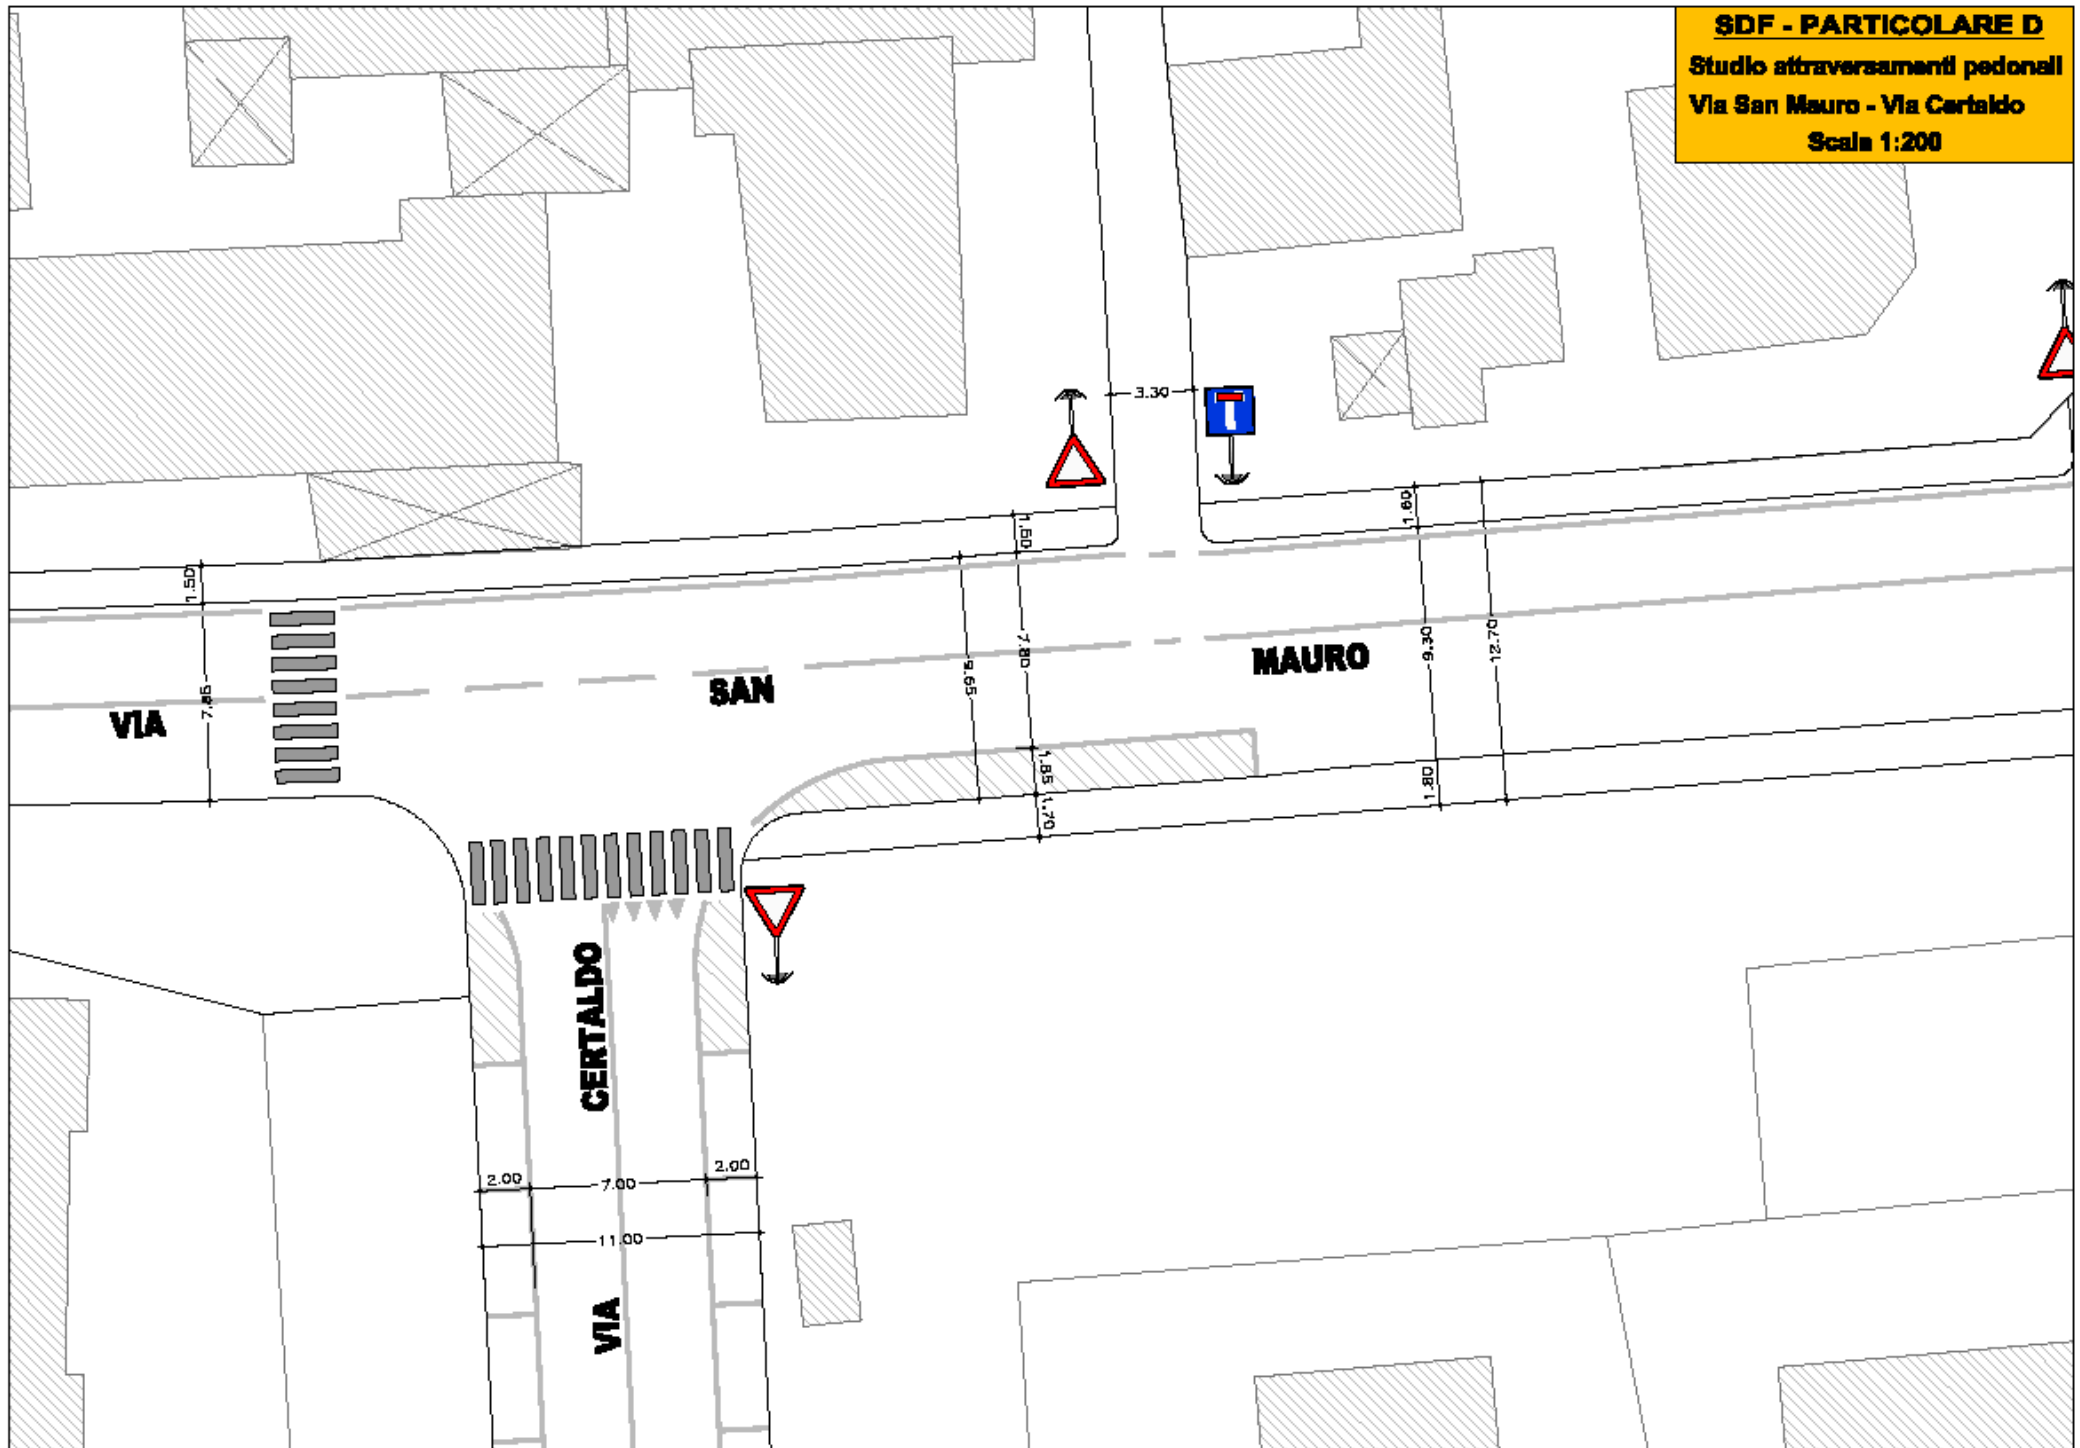 SDF - PARTICOLARE D
Studio attraversamenti pedonali
Via San Mauro - Via Certaldo
Scala 1:200
3.30
1.60
1.50
1.50
9.30
12.70
7.80
9.65
7.85
MAURO
SAN
VIA
1.85
1.80
1.70
CERTALDO
2.00
7.00
2.00
11.00
VIA